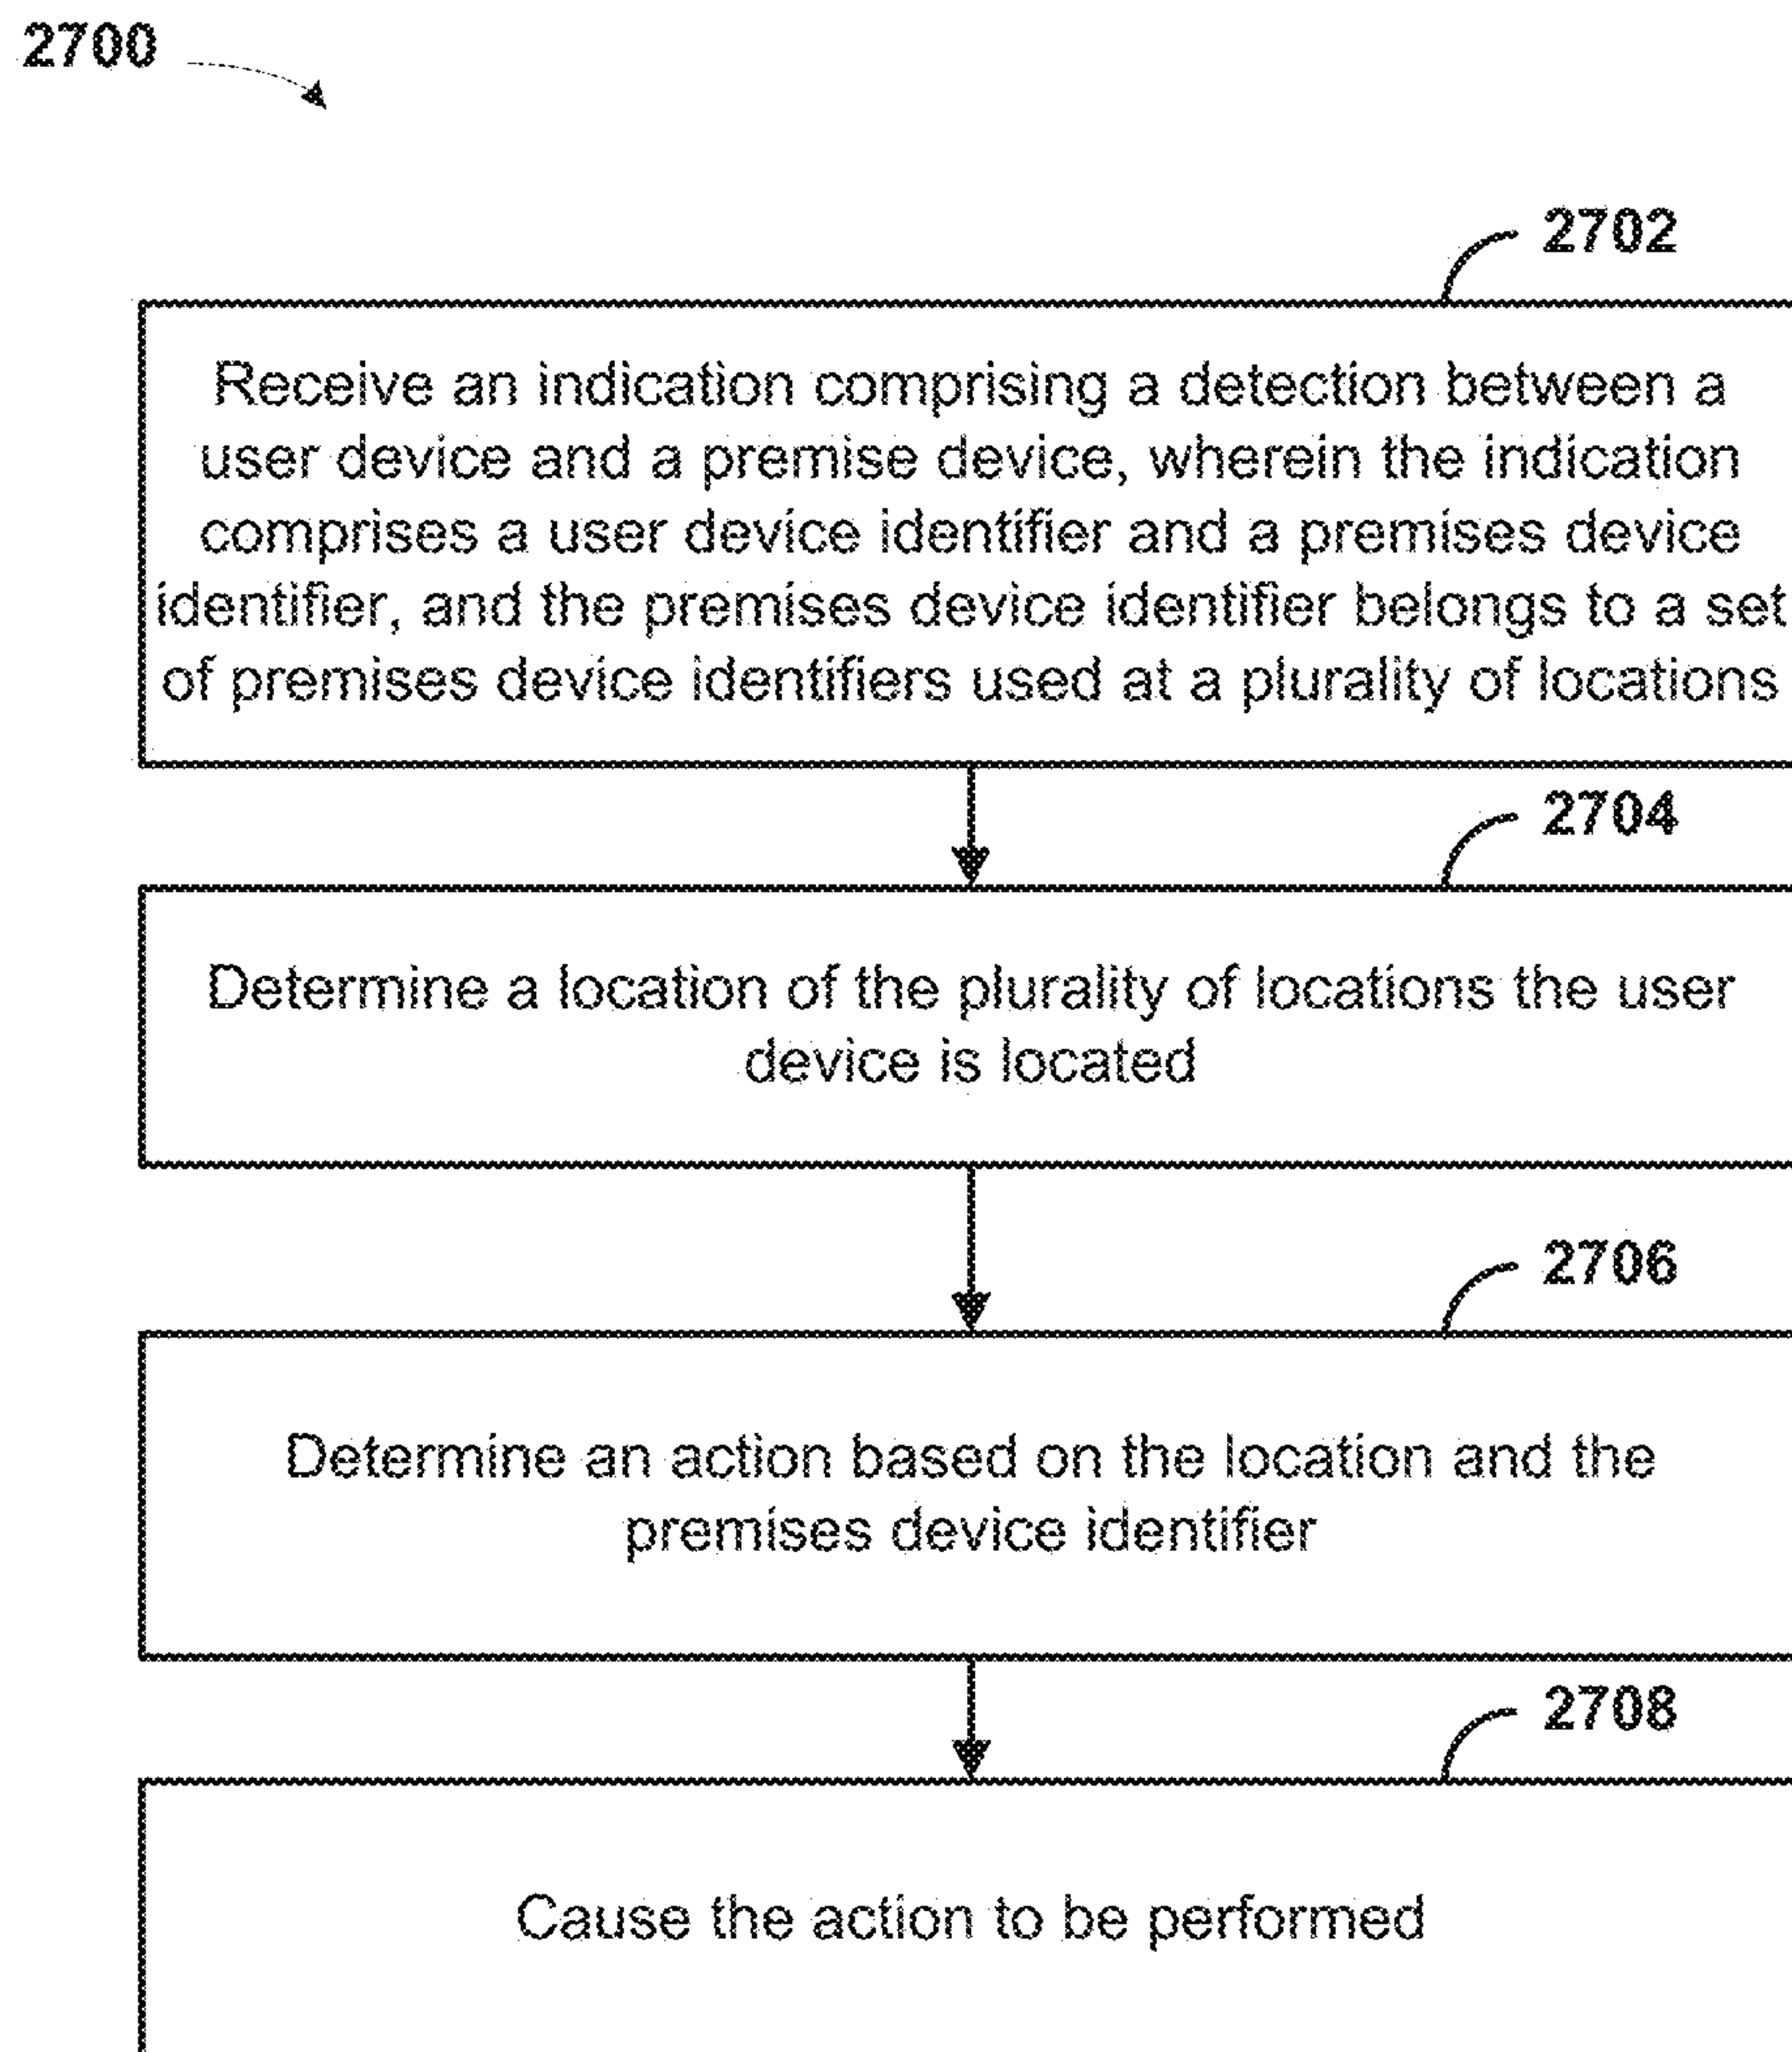 2700
2702
Receive an indication comprising a detection between a
user device and a premise device, wherein the indication
comprises a user device identifier and a premises device
identifier, and the premises device identifier belongs to a set
of premises device identifiers used at a plurality of locations
2704
Determine a location of the plurality of locations the user
device is located
2706
Determine an action based on the location and the
premises device identifier
2708
Cause the action to be performed